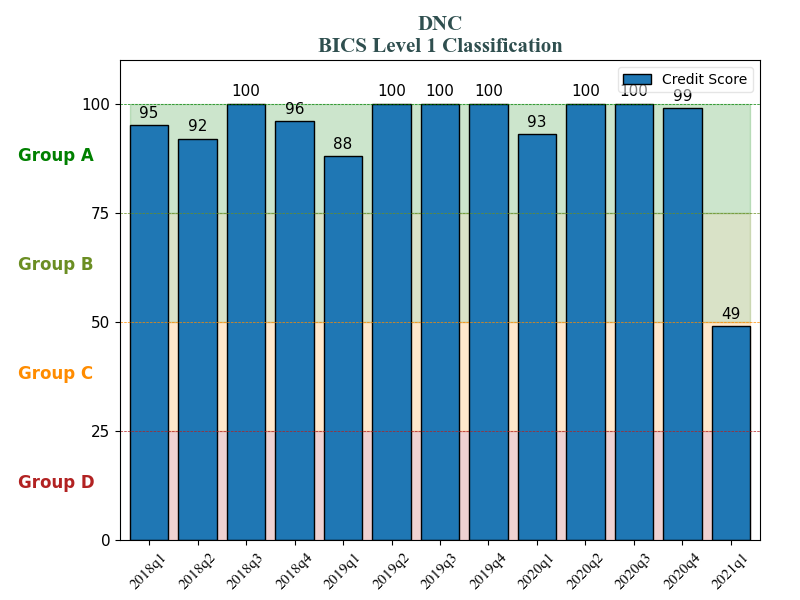 DNC
BICS Level 1 Classification
Credit Score
100
75
50
25
0
Group A
Group B
Group C
Group D
95
92
100
96
88
100
100
100
93
100
100
99
49
2018q1
2018q2
2018q3
2018q4
2019q1
2019q2
2019q3
2019q4
2020q1
2020q2
2020q3
2020q4
2021q1